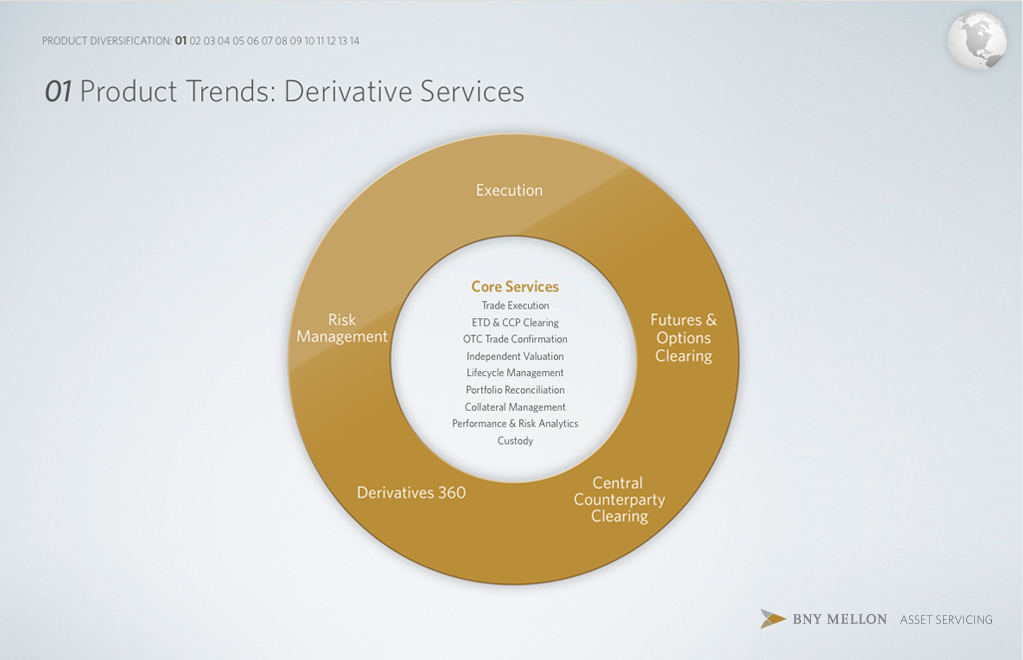 PRODUCT DIVERSIFICATION: 01 02 03 04 05 06 07 08 09 10 11 12 13 14
01 Product Trends: Derivative Services
Execution
Futures &
Options
Clearing
Central
Counterparty
Clearing
Derivatives 360
Risk
Management
Core Services
Trade Execution
ETD & CCP Clearing
OTC Trade Confirmation
Independent Valuation
Lifecycle Management
Portfolio Reconciliation
Collateral Management
Performance & Risk Analytics
Custody
BNY MELLON ASSET SERVICING